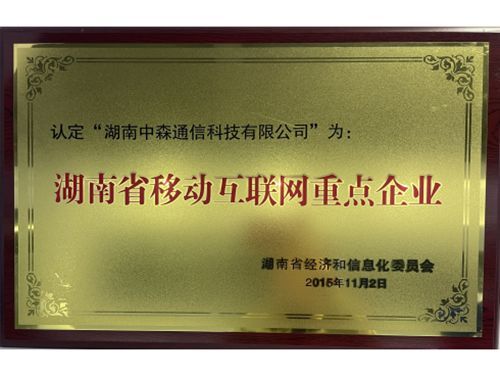 认定“湖南中森通信科技有限公司”为：
湖南省移动互联网重点企业
湖南省经济和信息化委员会
2015年11月2日